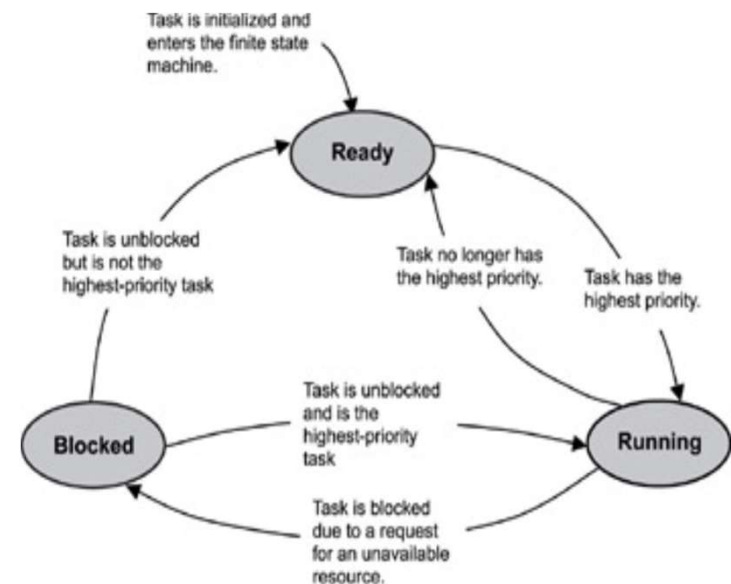 Task is initialized and
enters the finite state
machine.
Ready
Task is unblocked
but is not the
highest-priority task
Task no longer has
the highest priority.
Task has the
highest priority.
Task is unblocked
and is the
highest-priority
task
Blocked
Running
Task is blocked
due to a request
for an unavailable
resource.